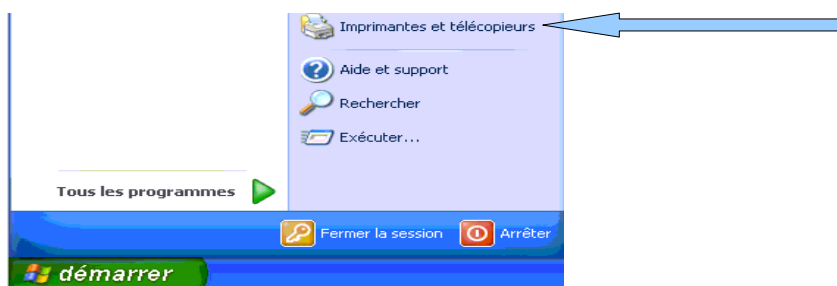 Imprimantes et télécopieurs
Aide et support
Rechercher
Exécuter...
Tous les programmes
Fermer la session
Arrêter
démarrer